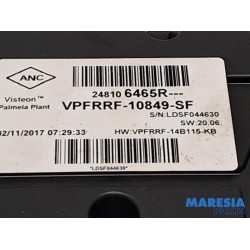 ANC
24810 6465R---
Visteon™
Palmela Plant
VPFRRF-10849-SF
S/N:LDSF044630
SW:20.06.
02/11/2017 07:29:33
HW:VPFRRF-14B115-KB
*LDSF044630*
MARESIA
PARTS